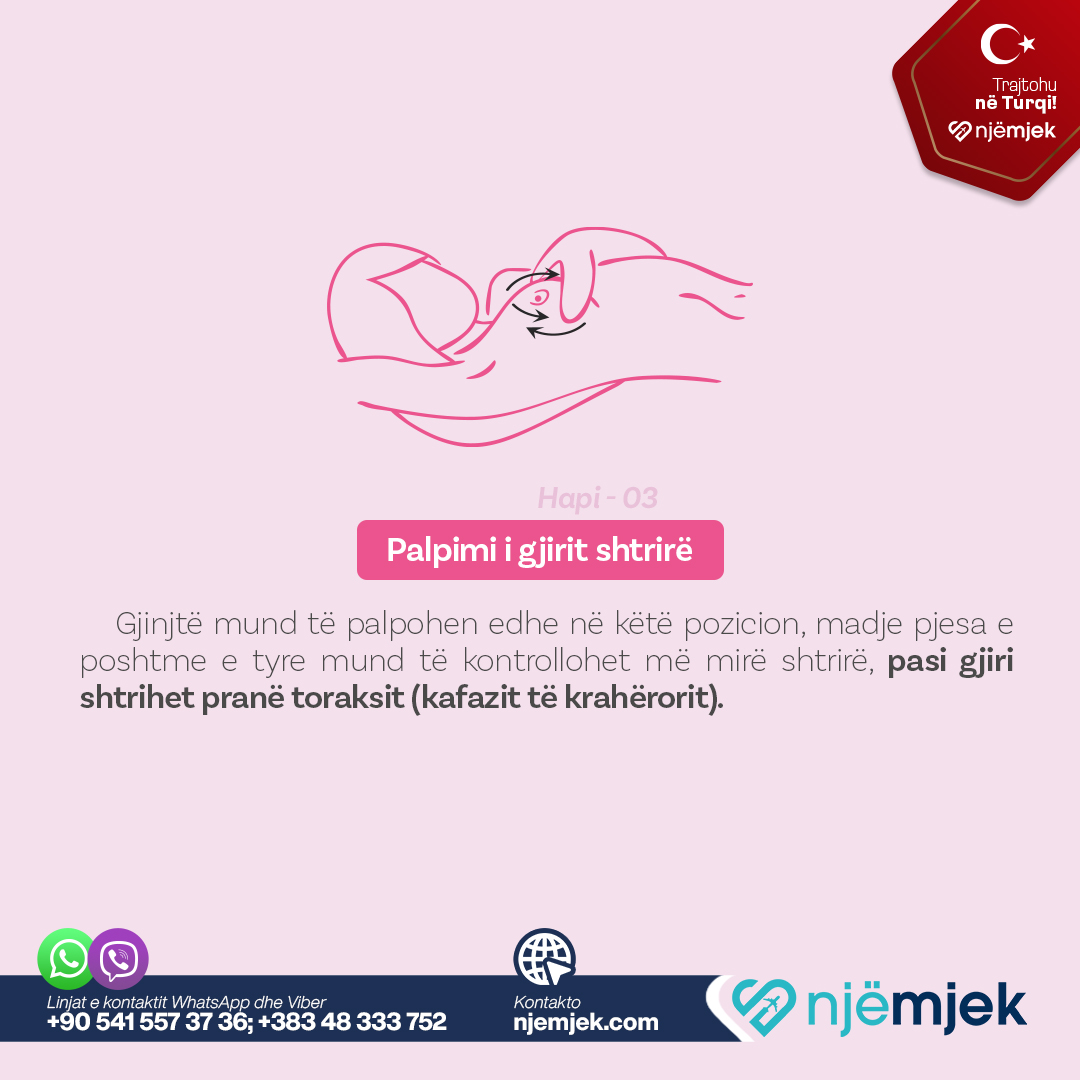 Trajtohu
në Turqi!
njëmjek
Hapi - 03
Palpimi i gjirit shtrirë
Gjinjtë mund të palpohen edhe në këtë pozicion, madje pjesa e
poshtme e tyre mund të kontrollohet më mirë shtrirë, pasi gjiri
shtrihet pranë toraksit (kafazit të krahërorit).
Linjat e kontaktit WhatsApp dhe Viber
+90 541 557 37 36; +383 48 333 752
Kontakto
njemjek.com
njëmjek